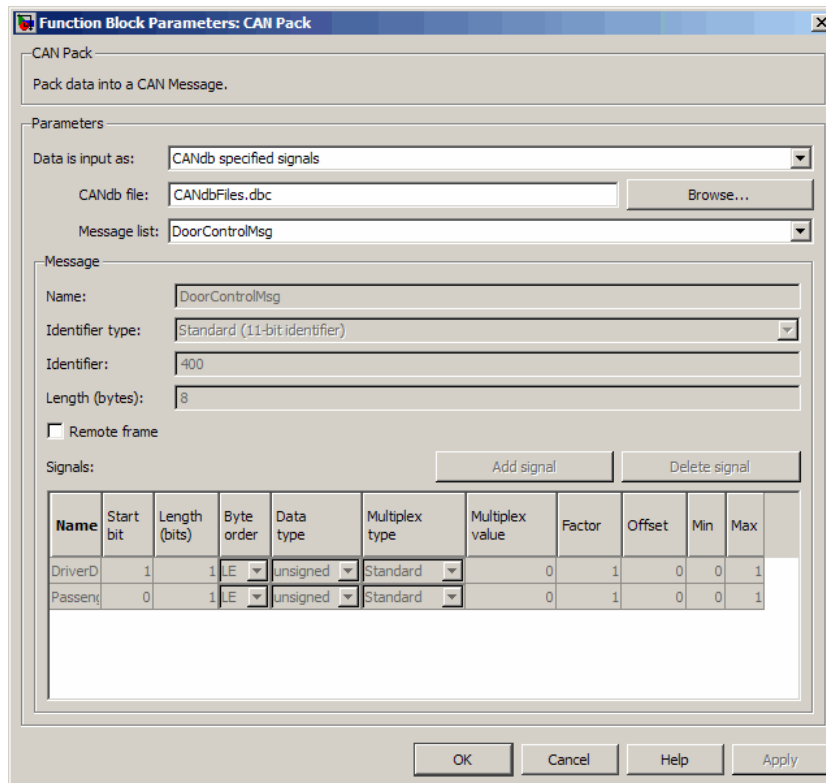 Function Block Parameters: CAN Pack
CAN Pack
Pack data into a CAN Message.
Parameters
Data is input as: CANdb specified signals
CANdb file: CANdbFiles.dbc Browse...
Message list: DoorControlMsg
Message
Name: DoorControlMsg
Identifier type: Standard (11-bit identifier)
Identifier: 400
Length (bytes): 8
Remote frame
Signals: Add signal Delete signal
Name Start bit Length (bits) Byte order Data type Multiplex type Multiplex value Factor Offset Min Max
DriverD 1 1 LE unsigned Standard 0 1 0 0 1
Passeng 0 1 LE unsigned Standard 0 1 0 0 1
OK Cancel Help Apply